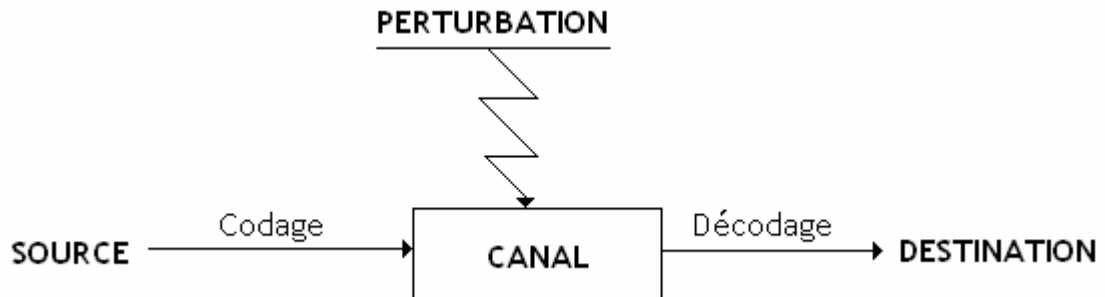 PERTURBATION
Codage
Décodage
SOURCE
CANAL
DESTINATION